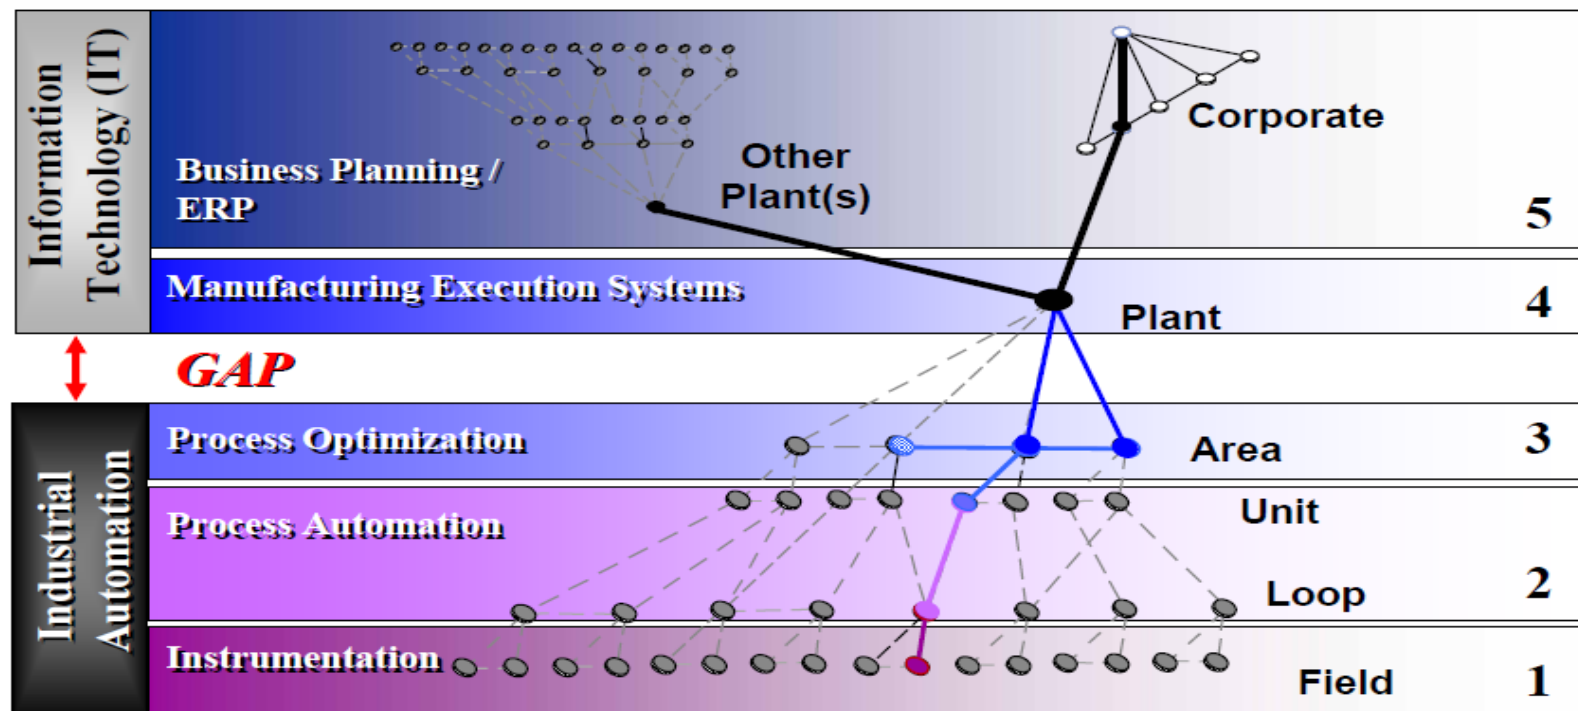 Information
Technology (IT)
Business Planning /
ERP
Other
Plant(s)
Corporate
5
Manufacturing Execution Systems
Plant
4
GAP
Industrial
Automation
Process Optimization
Area
3
Process Automation
Unit
Loop
2
Instrumentation
Field
1